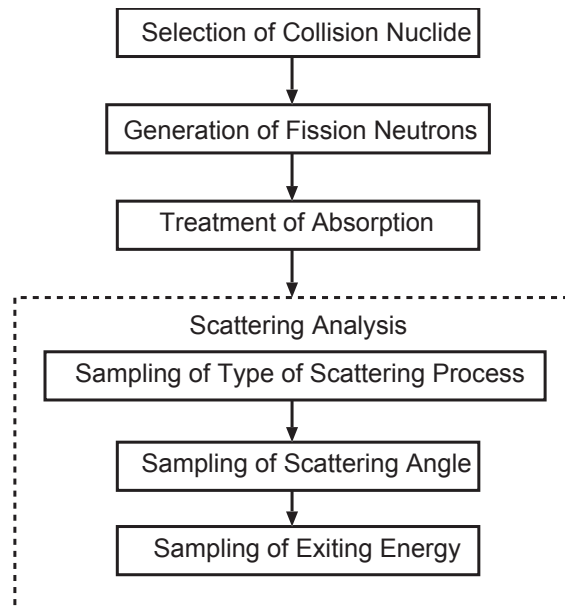 Selection of Collision Nuclide
Generation of Fission Neutrons
Treatment of Absorption
Scattering Analysis
Sampling of Type of Scattering Process
Sampling of Scattering Angle
Sampling of Exiting Energy